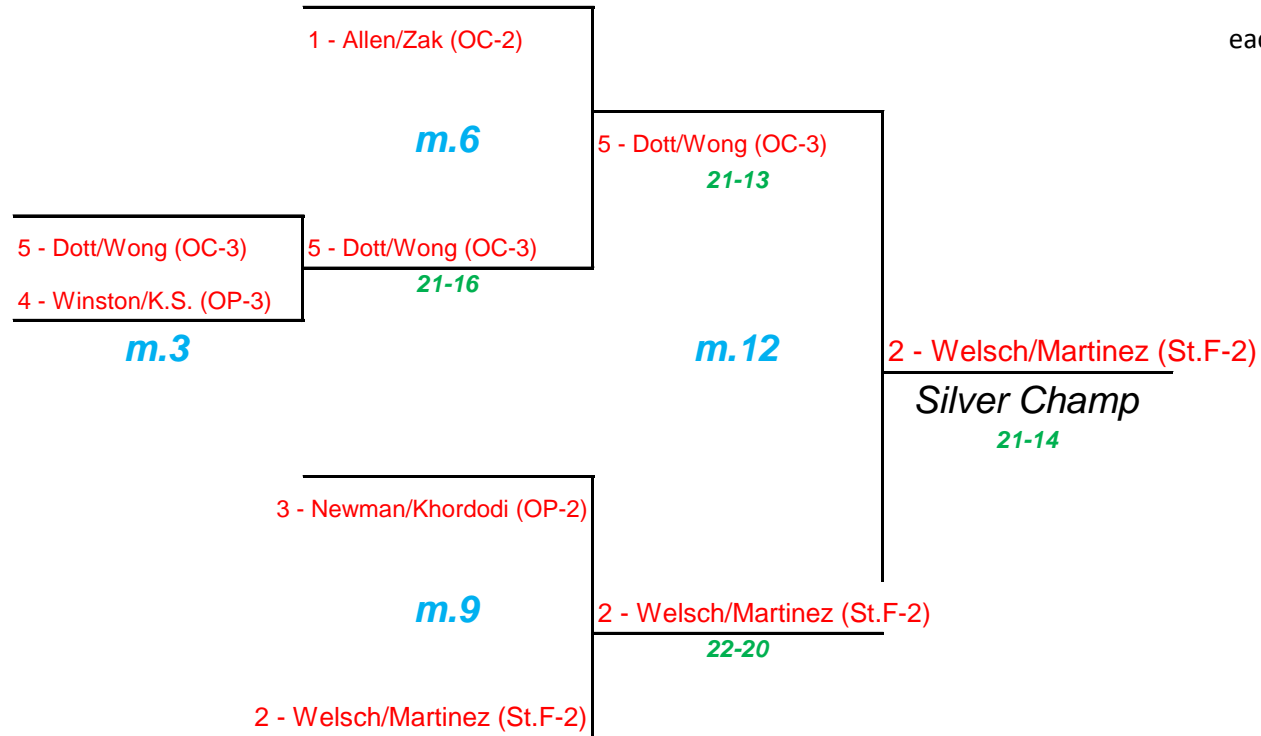 1 - Allen/Zak (OC-2)
m.6
5 - Dott/Wong (OC-3)
21-13
5 - Dott/Wong (OC-3)
4 - Winston/K.S. (OP-3)
m.3
5 - Dott/Wong (OC-3)
21-16
m.12
2 - Welsch/Martinez (St.F-2)
Silver Champ
21-14
3 - Newman/Khordodi (OP-2)
m.9
2 - Welsch/Martinez (St.F-2)
22-20
2 - Welsch/Martinez (St.F-2)